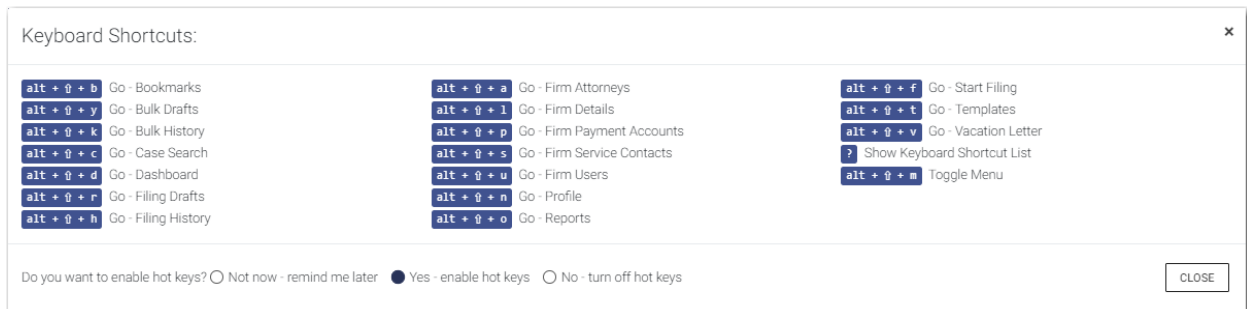 Keyboard Shortcuts:
×
alt + ⇧ + b Go - Bookmarks
alt + ⇧ + y Go - Bulk Drafts
alt + ⇧ + k Go - Bulk History
alt + ⇧ + c Go - Case Search
alt + ⇧ + d Go - Dashboard
alt + ⇧ + r Go - Filing Drafts
alt + ⇧ + h Go - Filing History
alt + ⇧ + a Go - Firm Attorneys
alt + ⇧ + l Go - Firm Details
alt + ⇧ + p Go - Firm Payment Accounts
alt + ⇧ + s Go - Firm Service Contacts
alt + ⇧ + u Go - Firm Users
alt + ⇧ + n Go - Profile
alt + ⇧ + o Go - Reports
alt + ⇧ + f Go - Start Filing
alt + ⇧ + t Go - Templates
alt + ⇧ + v Go - Vacation Letter
? Show Keyboard Shortcut List
alt + ⇧ + m Toggle Menu
Do you want to enable hot keys? Not now - remind me later Yes - enable hot keys No - turn off hot keys
CLOSE